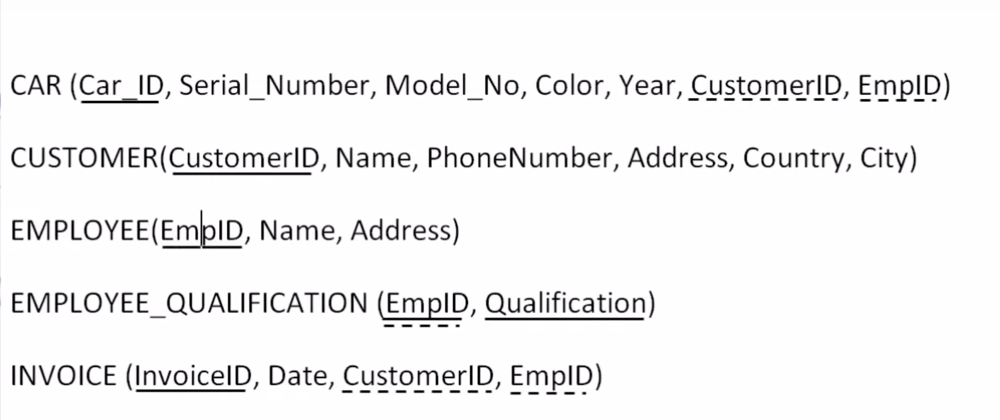 CAR (Car_ID, Serial_Number, Model_No, Color, Year, CustomerID, EmpID)
CUSTOMER(CustomerID, Name, PhoneNumber, Address, Country, City)
EMPLOYEE(EmpID, Name, Address)
EMPLOYEE_QUALIFICATION (EmpID, Qualification)
INVOICE (InvoiceID, Date, CustomerID, EmpID)